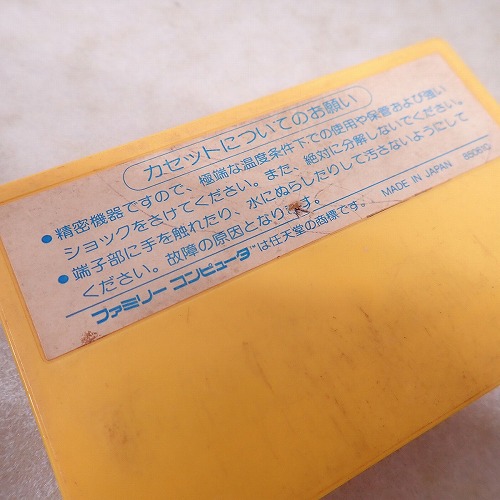 カセットについてのお願い
● 精密機器ですので、極端な温度条件下での使用や保管および強い
ショックをさけてください。また、絶対に分解しないでください。
● 端子部に手を触れたり、水にぬらしたりして汚さないようにして
ください。故障の原因となります。
ファミリーコンピュータ™は任天堂の商標です。 MADE IN JAPAN